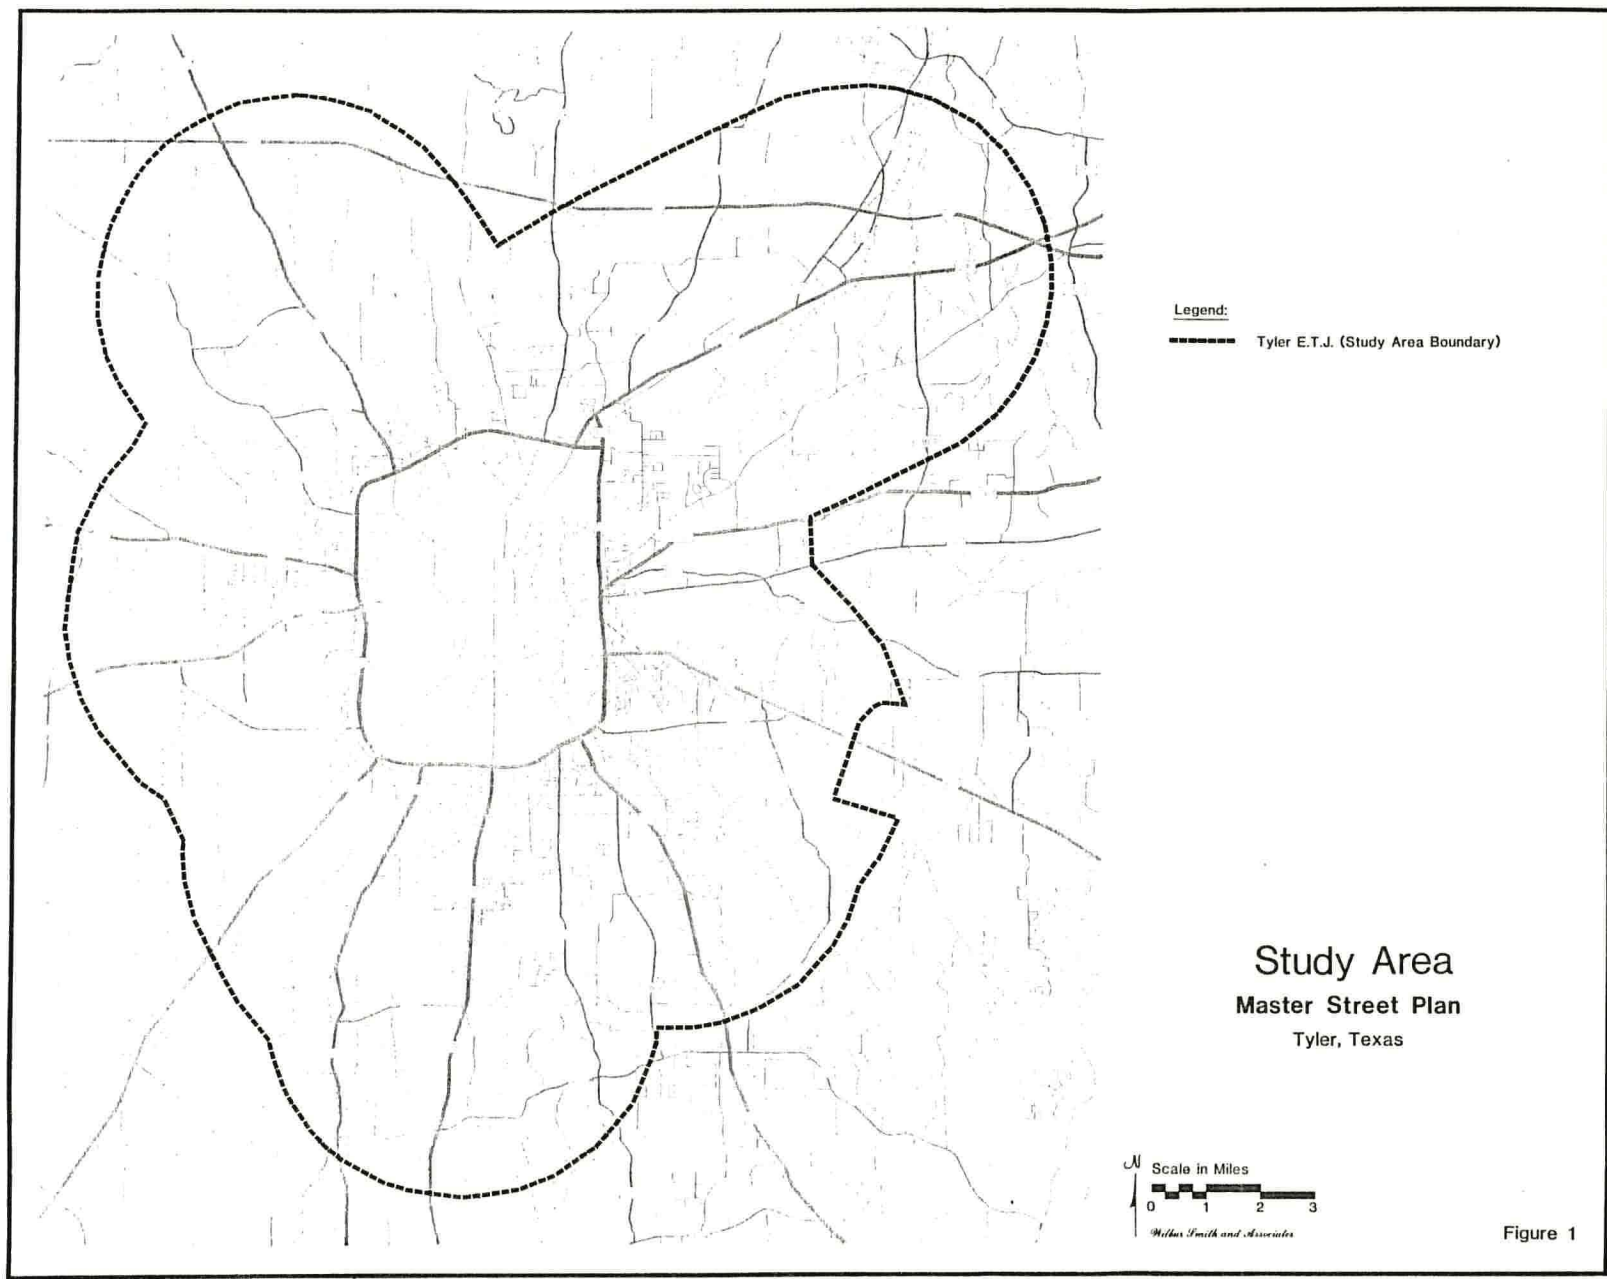 Legend:
Tyler E.T.J. (Study Area Boundary)
Study Area
Master Street Plan
Tyler, Texas
N
Scale in Miles
0 1 2 3
Wilbur Smith and Associates
Figure 1